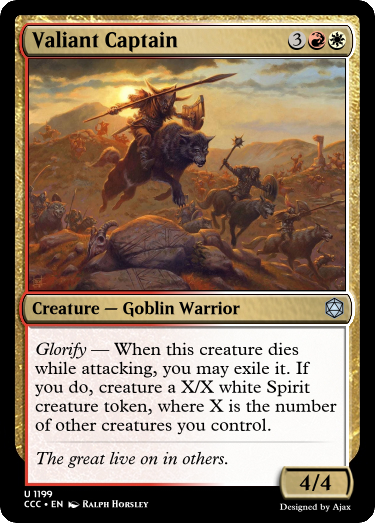 Valiant Captain 3
Creature — Goblin Warrior
Glorify — When this creature dies
while attacking, you may exile it. If
you do, creature a X/X white Spirit
creature token, where X is the number
of other creatures you control.
The great live on in others.
4/4
U 1199
CCC • EN RALPH HORSLEY
Designed by Ajax